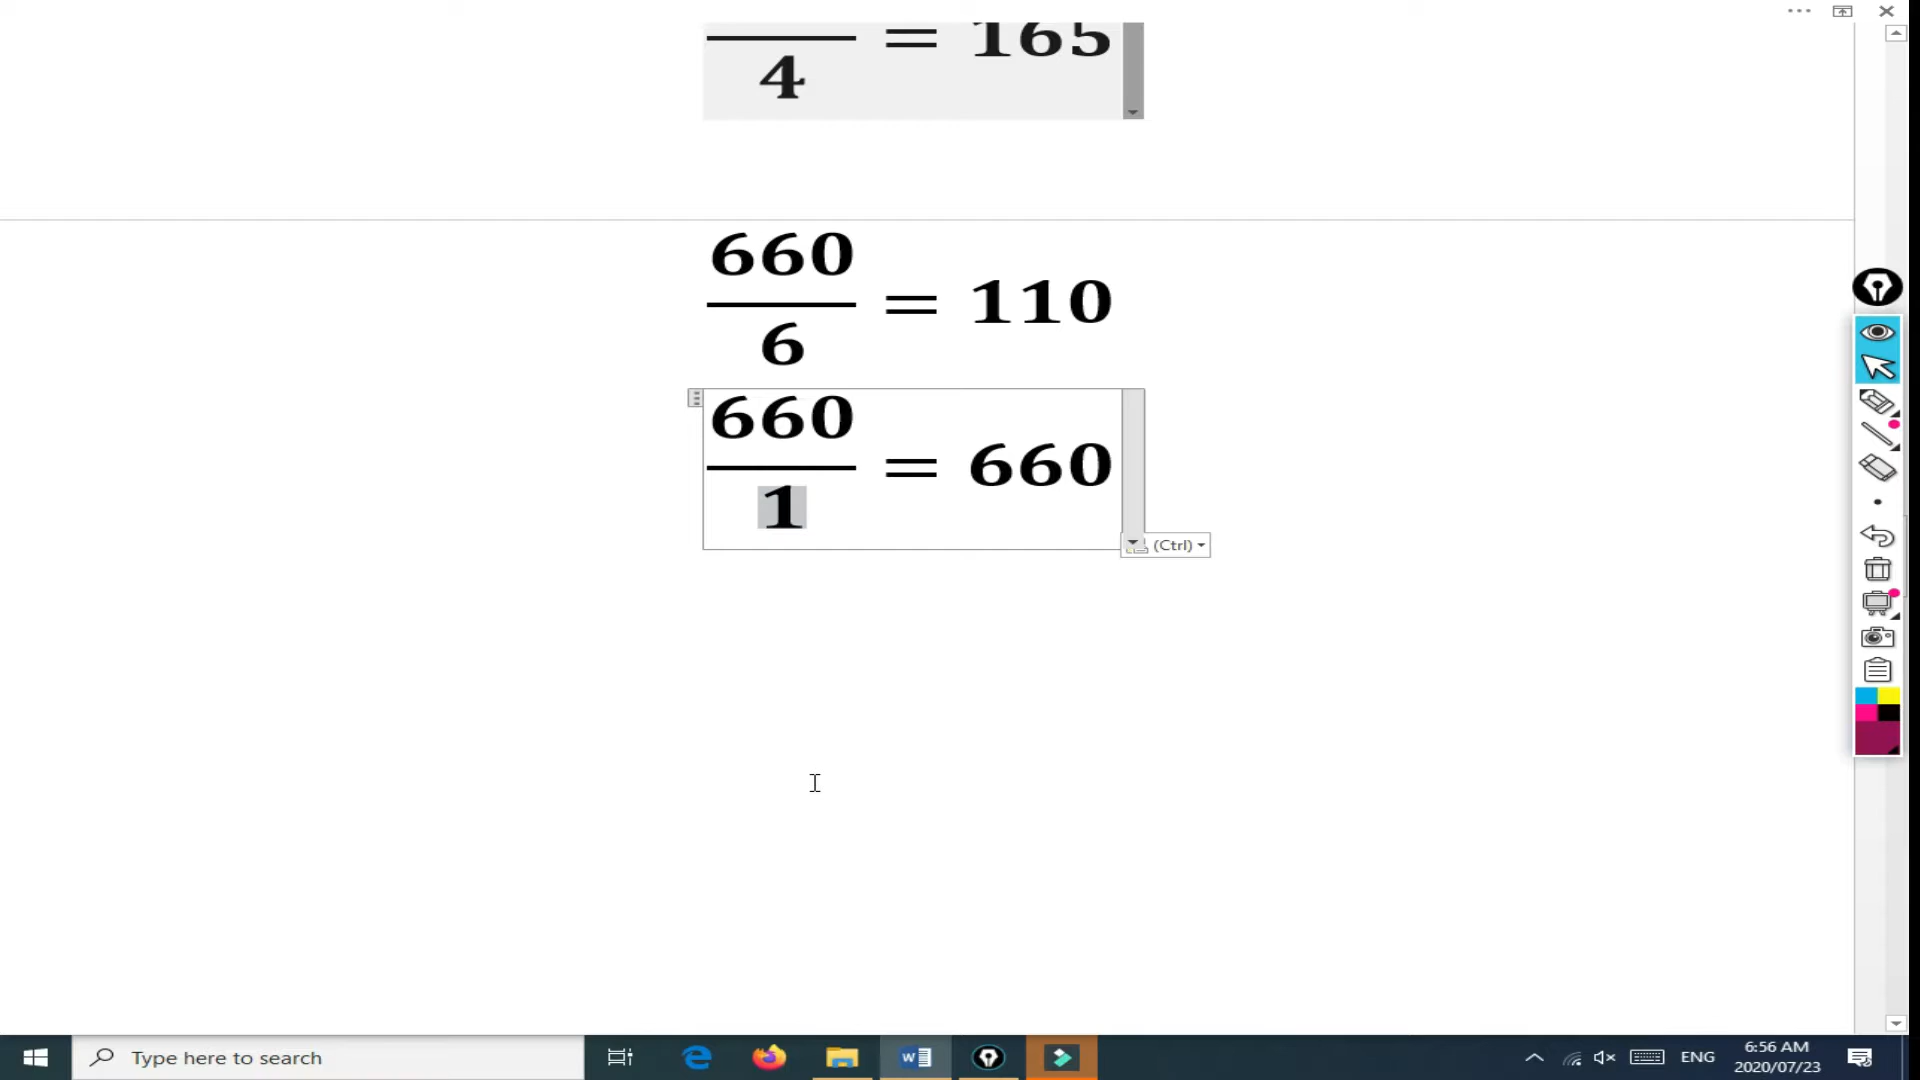 4 = 165
660
6 = 110
660
1 = 660
(Ctrl)
Type here to search
ENG
6:56 AM
2020/07/23